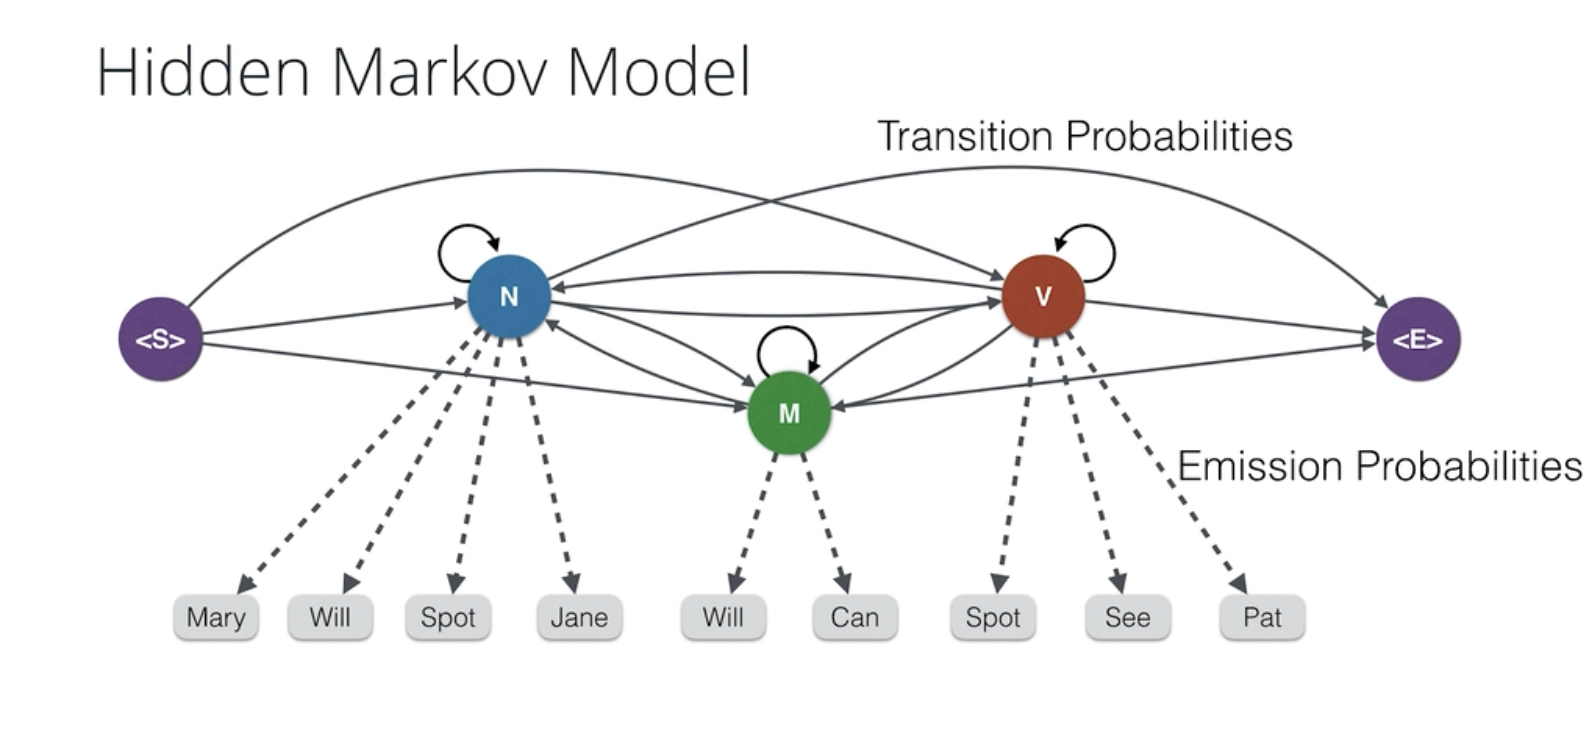 Hidden Markov Model
Transition Probabilities
N
V
<S>
<E>
M
Emission Probabilities
Mary
Will
Spot
Jane
Will
Can
Spot
See
Pat